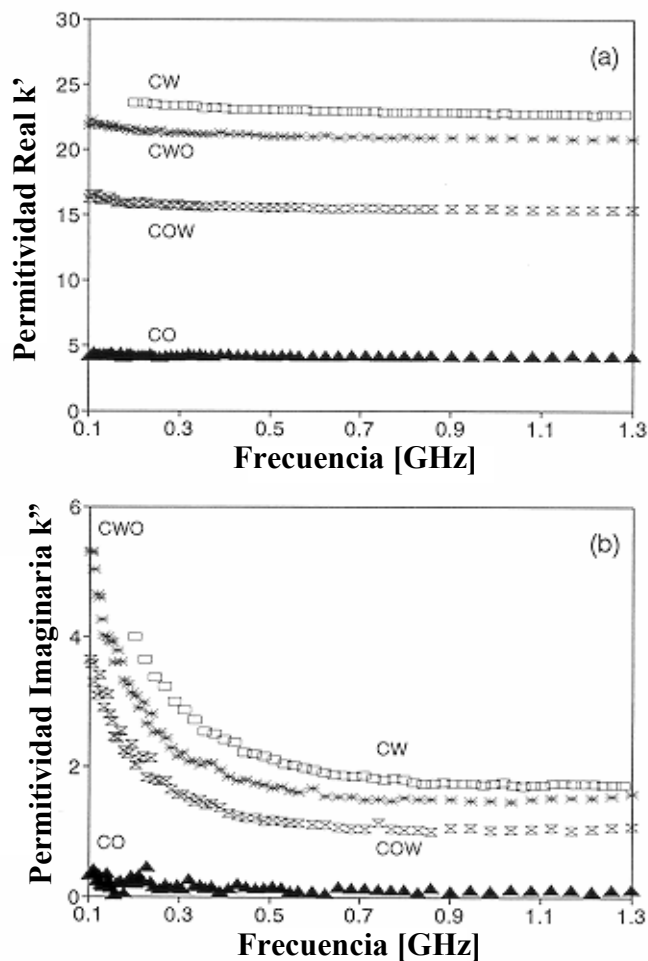 30
25
20
15
10
5
0
Permitividad Real k’
(a)
CW
CWO
COW
CO
0.1 0.3 0.5 0.7 0.9 1.1 1.3
Frecuencia [GHz]
6
4
2
0
Permitividad Imaginaria k”
(b)
CWO
CW
COW
CO
0.1 0.3 0.5 0.7 0.9 1.1 1.3
Frecuencia [GHz]